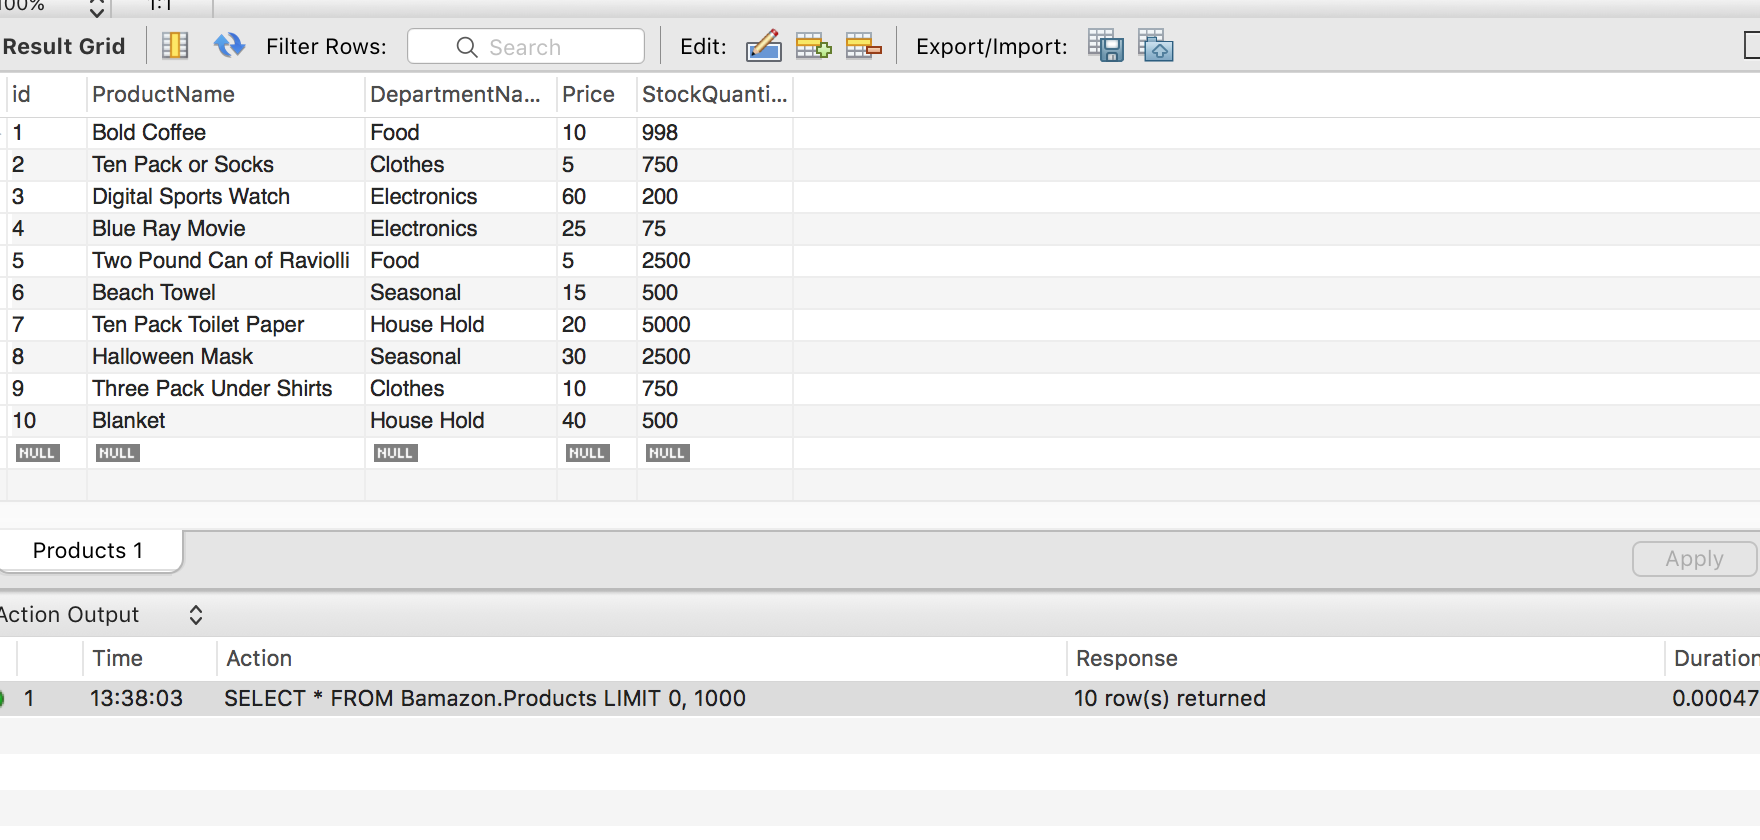 100% 1:1
Result Grid Filter Rows: Search Edit: Export/Import:
id ProductName DepartmentNa... Price StockQuanti...
1 Bold Coffee Food 10 998
2 Ten Pack or Socks Clothes 5 750
3 Digital Sports Watch Electronics 60 200
4 Blue Ray Movie Electronics 25 75
5 Two Pound Can of Raviolli Food 5 2500
6 Beach Towel Seasonal 15 500
7 Ten Pack Toilet Paper House Hold 20 5000
8 Halloween Mask Seasonal 30 2500
9 Three Pack Under Shirts Clothes 10 750
10 Blanket House Hold 40 500
NULL NULL NULL NULL NULL
Products 1
Apply
Action Output
Time Action Response Duration
1 13:38:03 SELECT * FROM Bamazon.Products LIMIT 0, 1000 10 row(s) returned 0.00047